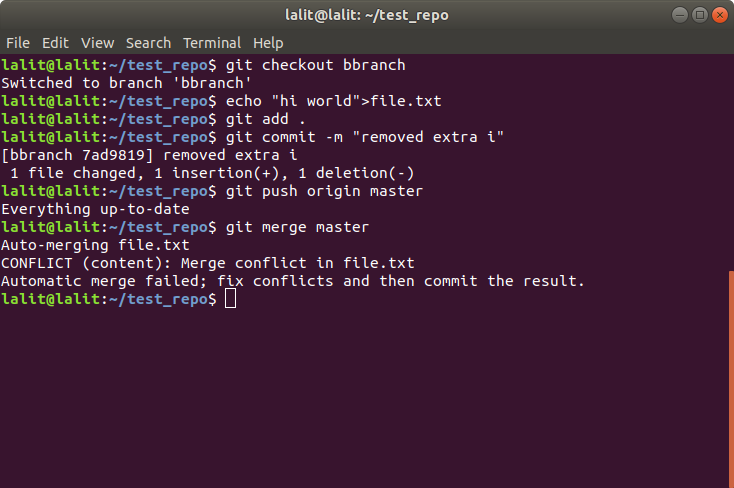 lalit@lalit: ~/test_repo
File Edit View Search Terminal Help
lalit@lalit:~/test_repo$ git checkout bbranch
Switched to branch 'bbranch'
lalit@lalit:~/test_repo$ echo "hi world">file.txt
lalit@lalit:~/test_repo$ git add .
lalit@lalit:~/test_repo$ git commit -m "removed extra i"
[bbranch 7ad9819] removed extra i
 1 file changed, 1 insertion(+), 1 deletion(-)
lalit@lalit:~/test_repo$ git push origin master
Everything up-to-date
lalit@lalit:~/test_repo$ git merge master
Auto-merging file.txt
CONFLICT (content): Merge conflict in file.txt
Automatic merge failed; fix conflicts and then commit the result.
lalit@lalit:~/test_repo$